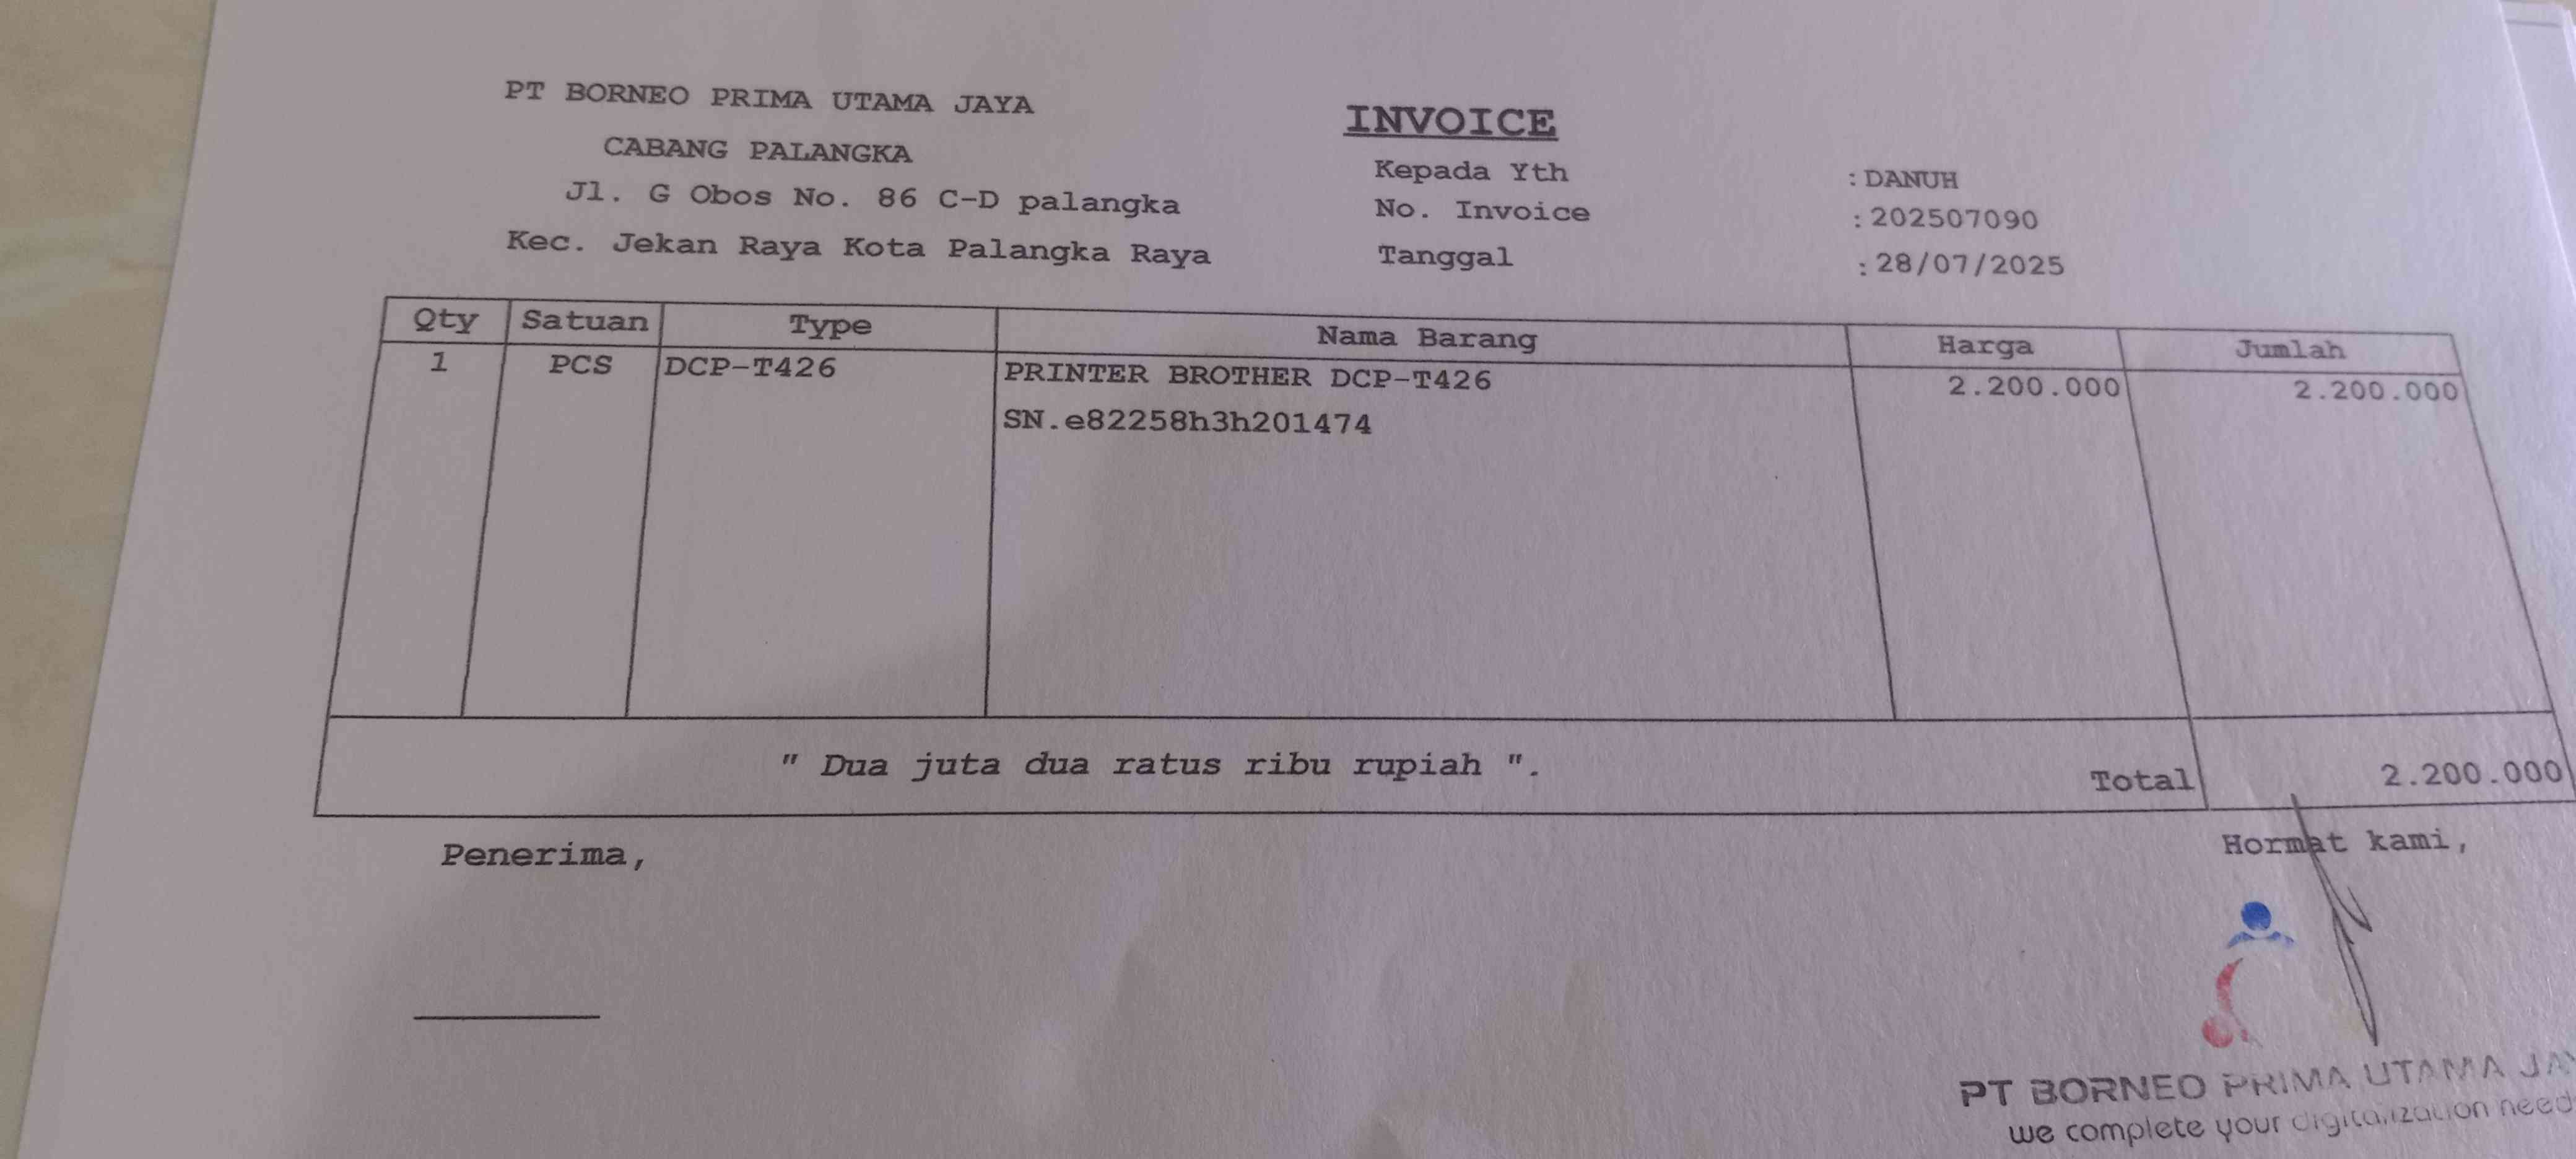 PT BORNEO PRIMA UTAMA JAYA
CABANG PALANGKA
Jl. G Obos No. 86 C-D palangka
Kec. Jekan Raya Kota Palangka Raya
INVOICE
Kepada Yth : DANUH
No. Invoice : 202507090
Tanggal : 28/07/2025
Qty Satuan Type Nama Barang Harga Jumlah
1 PCS DCP-T426 PRINTER BROTHER DCP-T426 2.200.000 2.200.000
SN.e82258h3h201474
" Dua juta dua ratus ribu rupiah ". Total 2.200.000
Penerima, Hormat kami,
PT BORNEO PRIMA UTAMA JAY
we complete your digitalization need